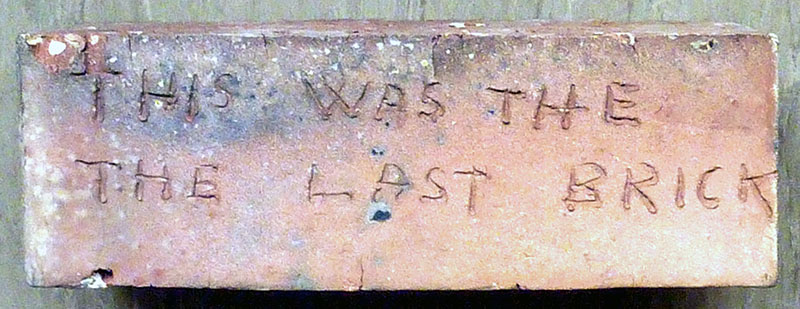 THIS WAS THE
THE LAST BRICK